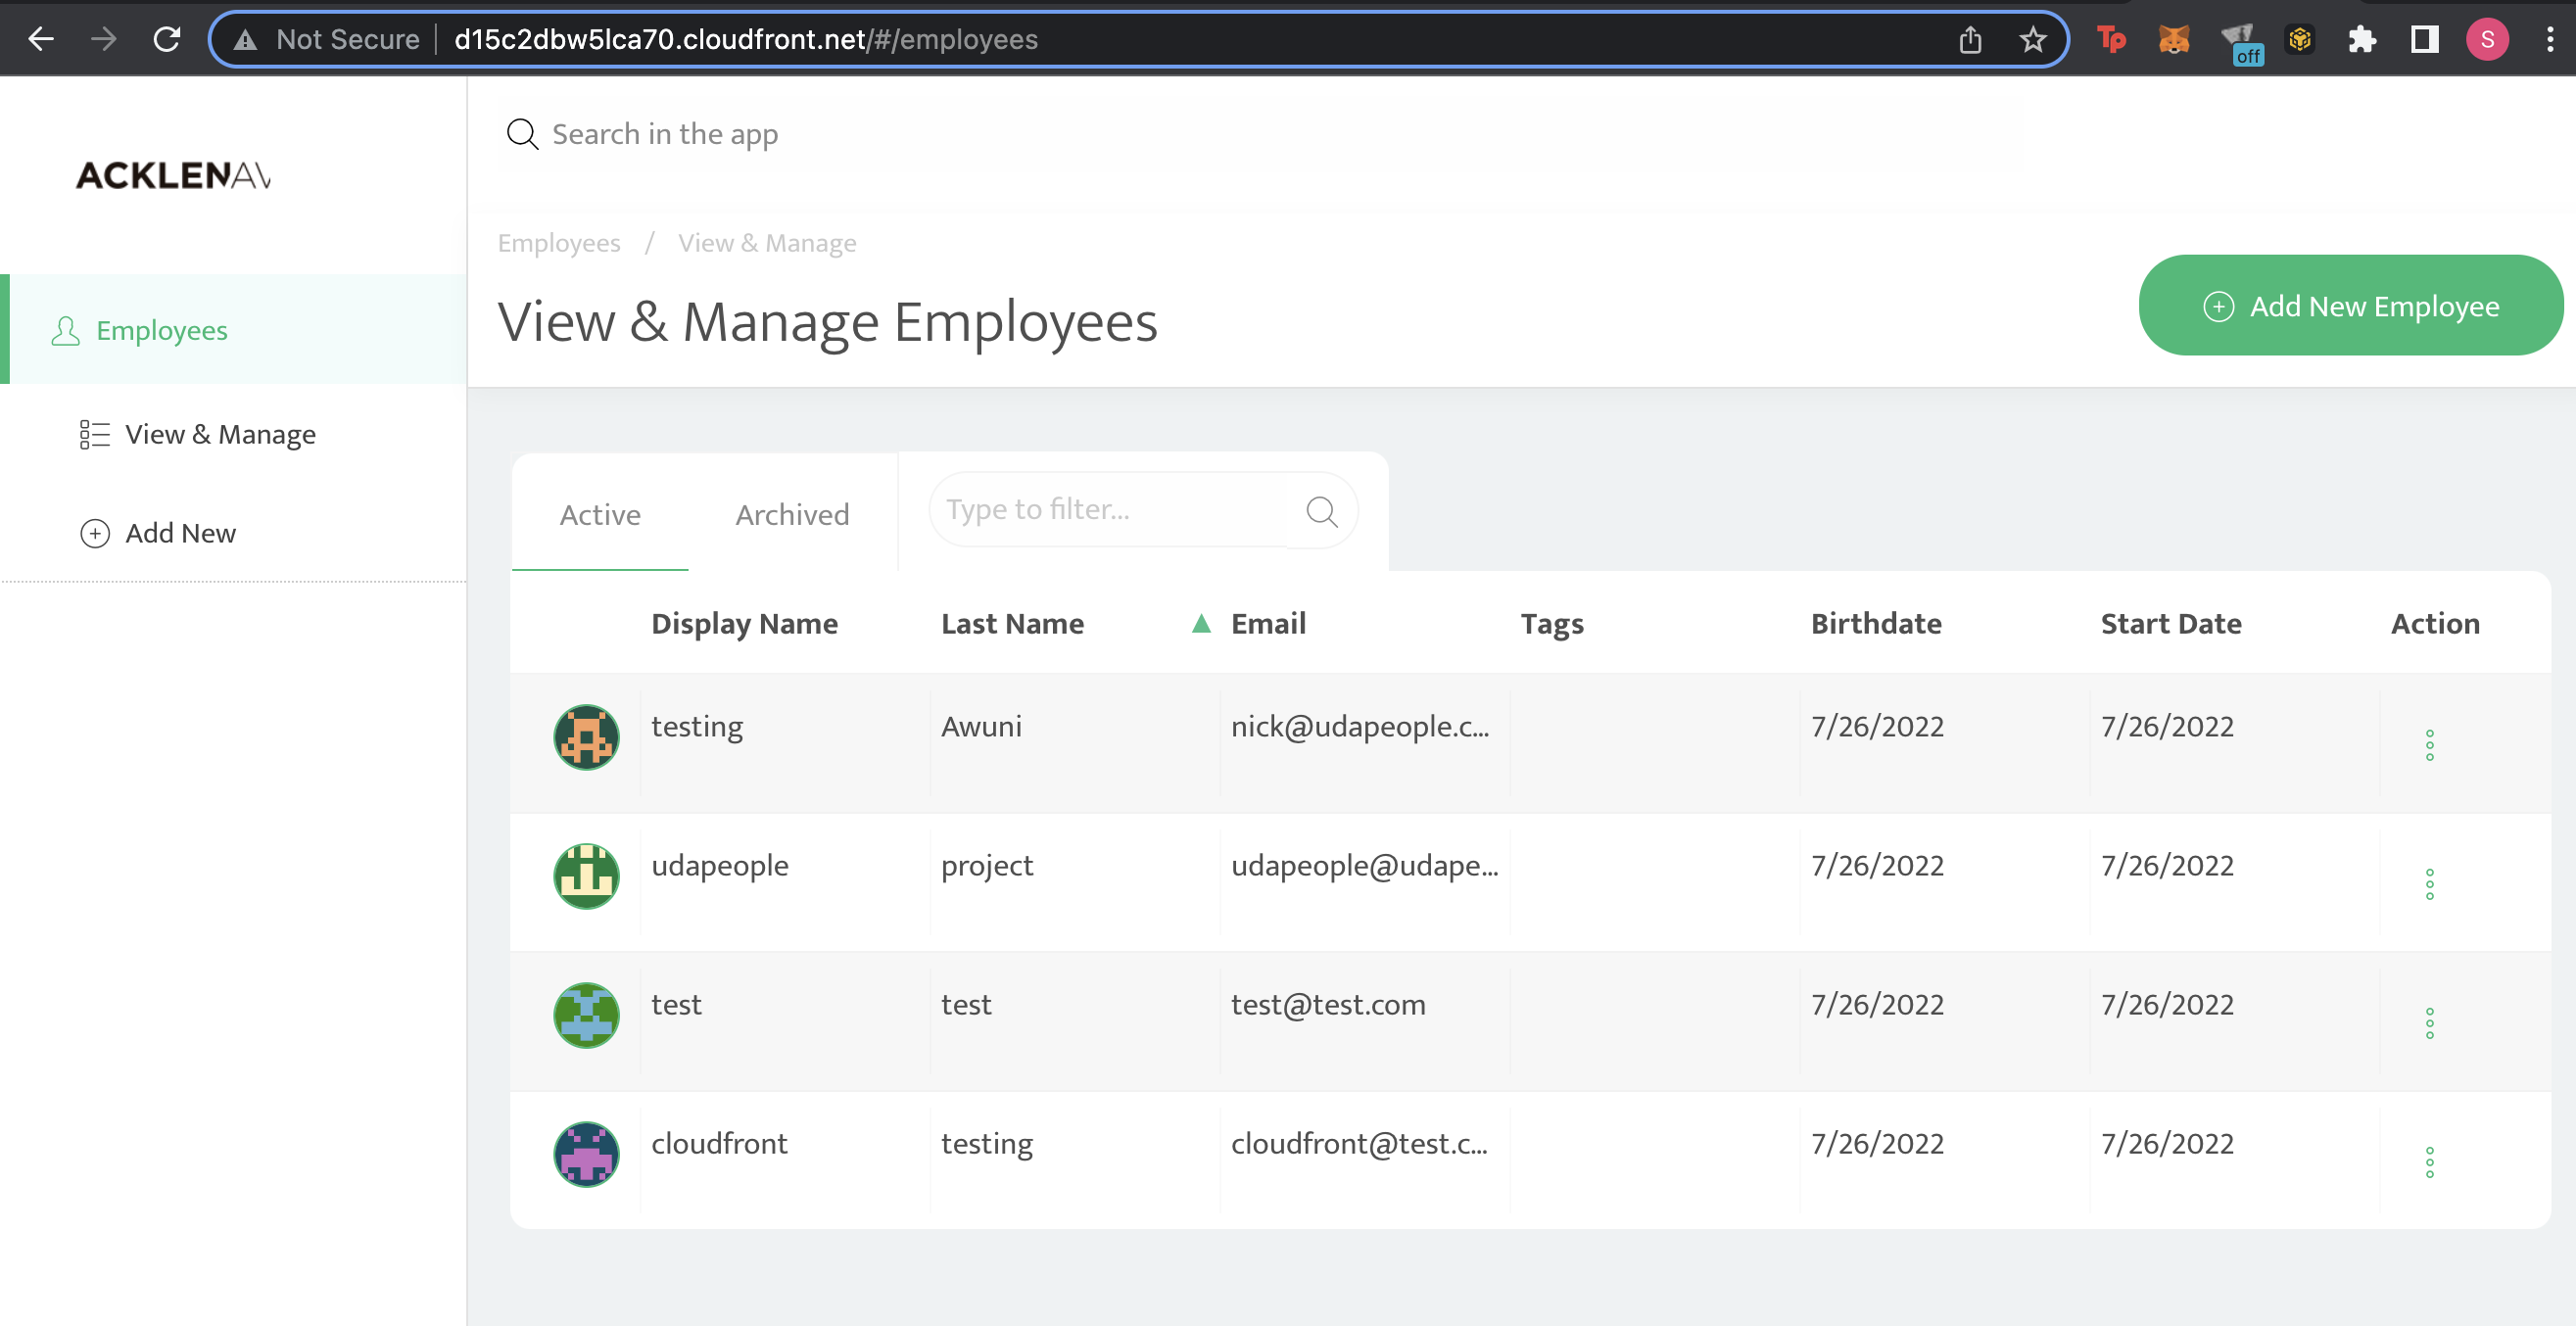 Not Secure d15c2dbw5lca70.cloudfront.net/#/employees Tp off S
ACKLENAV
Search in the app
Employees / View & Manage
View & Manage Employees
Add New Employee
Employees
View & Manage
Add New
Active Archived Type to filter...
Display Name Last Name Email Tags Birthdate Start Date Action
testing Awuni nick@udapeople.c... 7/26/2022 7/26/2022
udapeople project udapeople@udape... 7/26/2022 7/26/2022
test test test@test.com 7/26/2022 7/26/2022
cloudfront testing cloudfront@test.c... 7/26/2022 7/26/2022